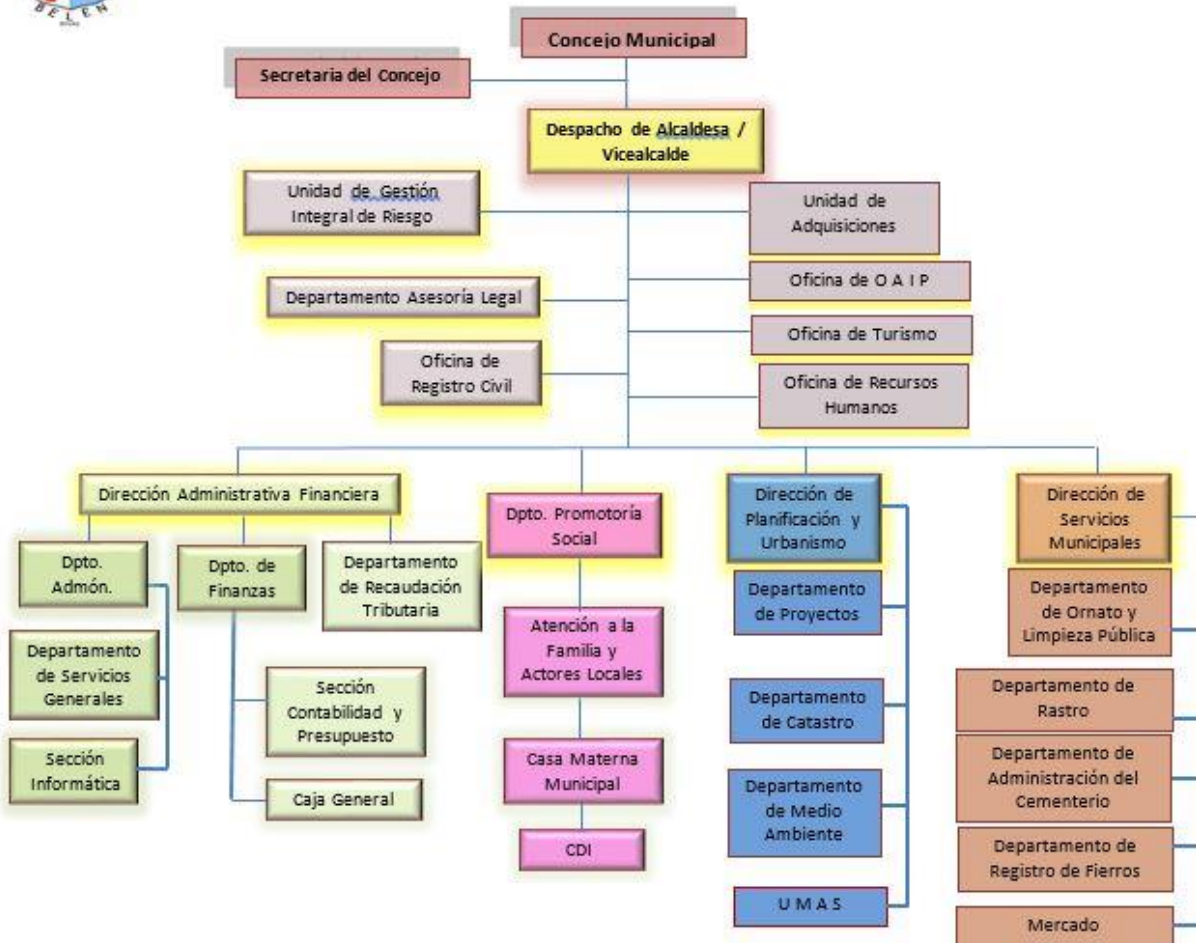 BELEN
Concejo Municipal
Secretaria del Concejo
Despacho de Alcaldesa /
Vicealcalde
Unidad de Gestión
Integral de Riesgo
Unidad de
Adquisiciones
Departamento Asesoría Legal
Oficina de O A I P
Oficina de Turismo
Oficina de
Registro Civil
Oficina de Recursos
Humanos
Dirección Administrativa Financiera
Dpto.
Admón.
Departamento
de Servicios
Generales
Sección
Informática
Dpto. de
Finanzas
Sección
Contabilidad y
Presupuesto
Caja General
Departamento
de Recaudación
Tributaria
Dpto. Promotoría
Social
Atención a la
Familia y
Actores Locales
Casa Materna
Municipal
CDI
Dirección de
Planificación y
Urbanismo
Departamento
de Proyectos
Departamento
de Catastro
Departamento
de Medio
Ambiente
U M A S
Dirección de
Servicios
Municipales
Departamento
de Ornato y
Limpieza Pública
Departamento de
Rastro
Departamento de
Administración del
Cementerio
Departamento de
Registro de Fierros
Mercado